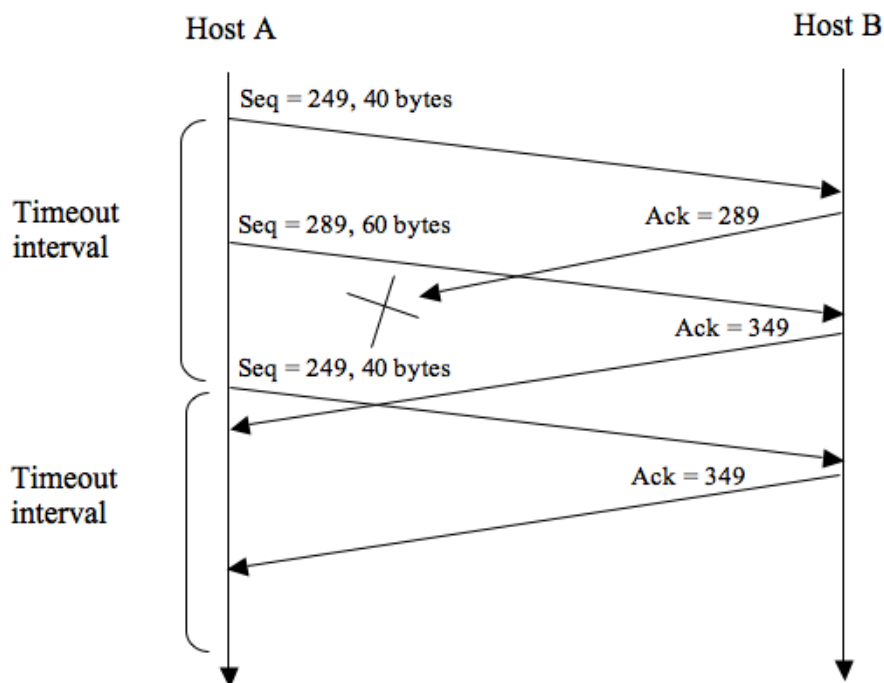 Host A
Host B
Seq = 249, 40 bytes
Timeout
interval
Ack = 289
Seq = 289, 60 bytes
Ack = 349
Seq = 249, 40 bytes
Timeout
interval
Ack = 349